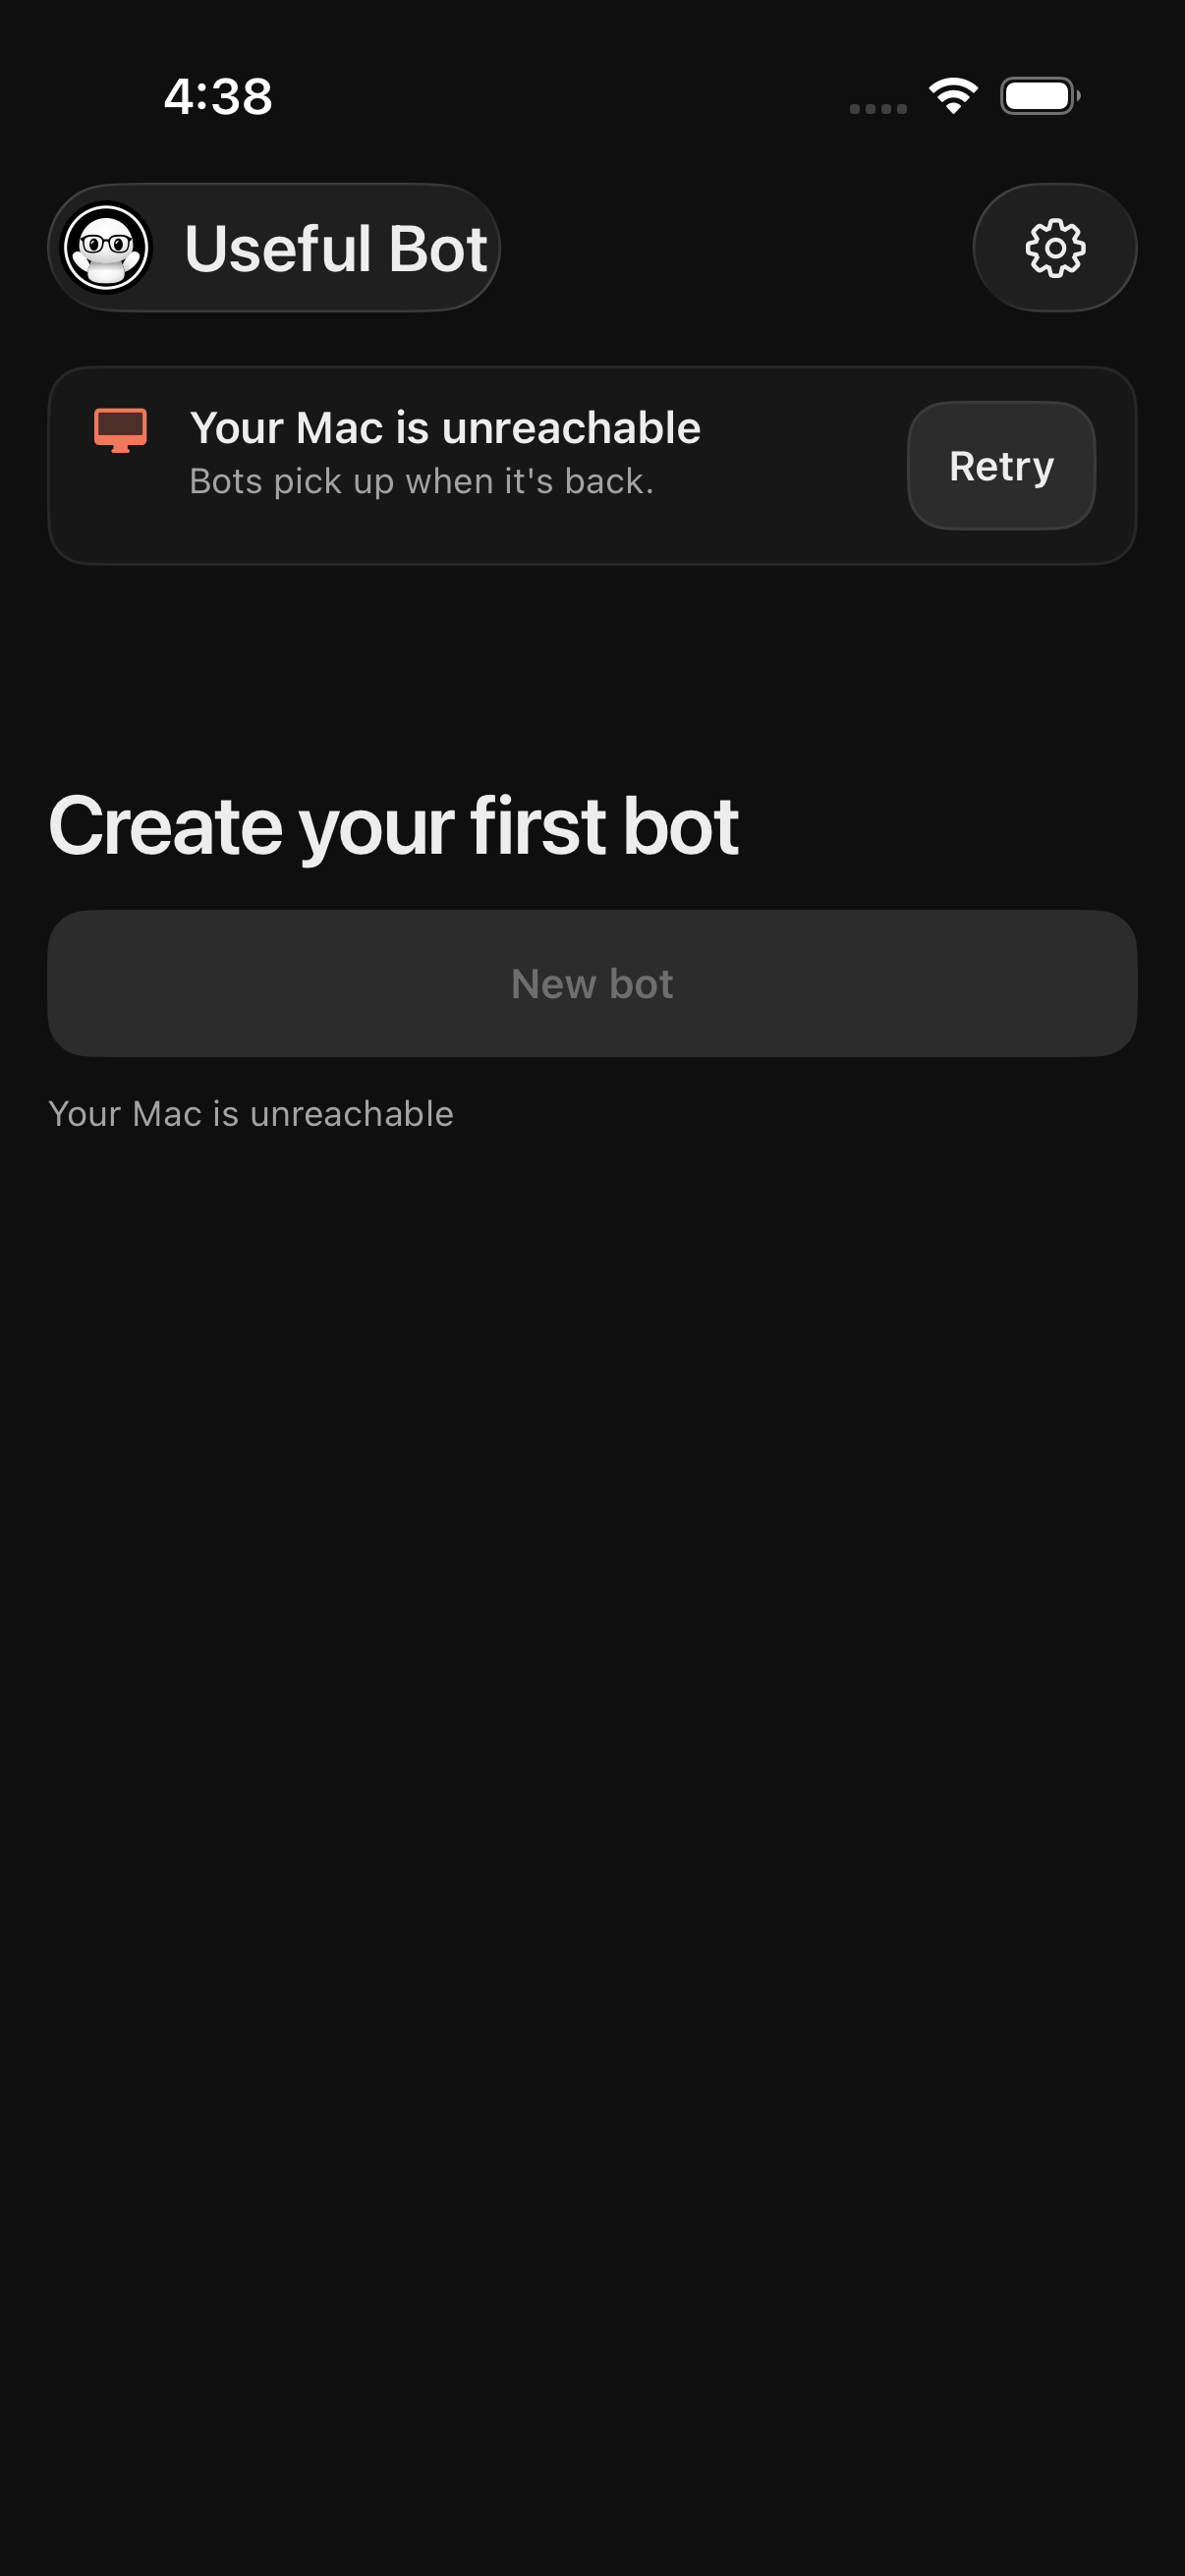 4:38
Useful Bot
Your Mac is unreachable
Bots pick up when it's back.
Retry
Create your first bot
New bot
Your Mac is unreachable